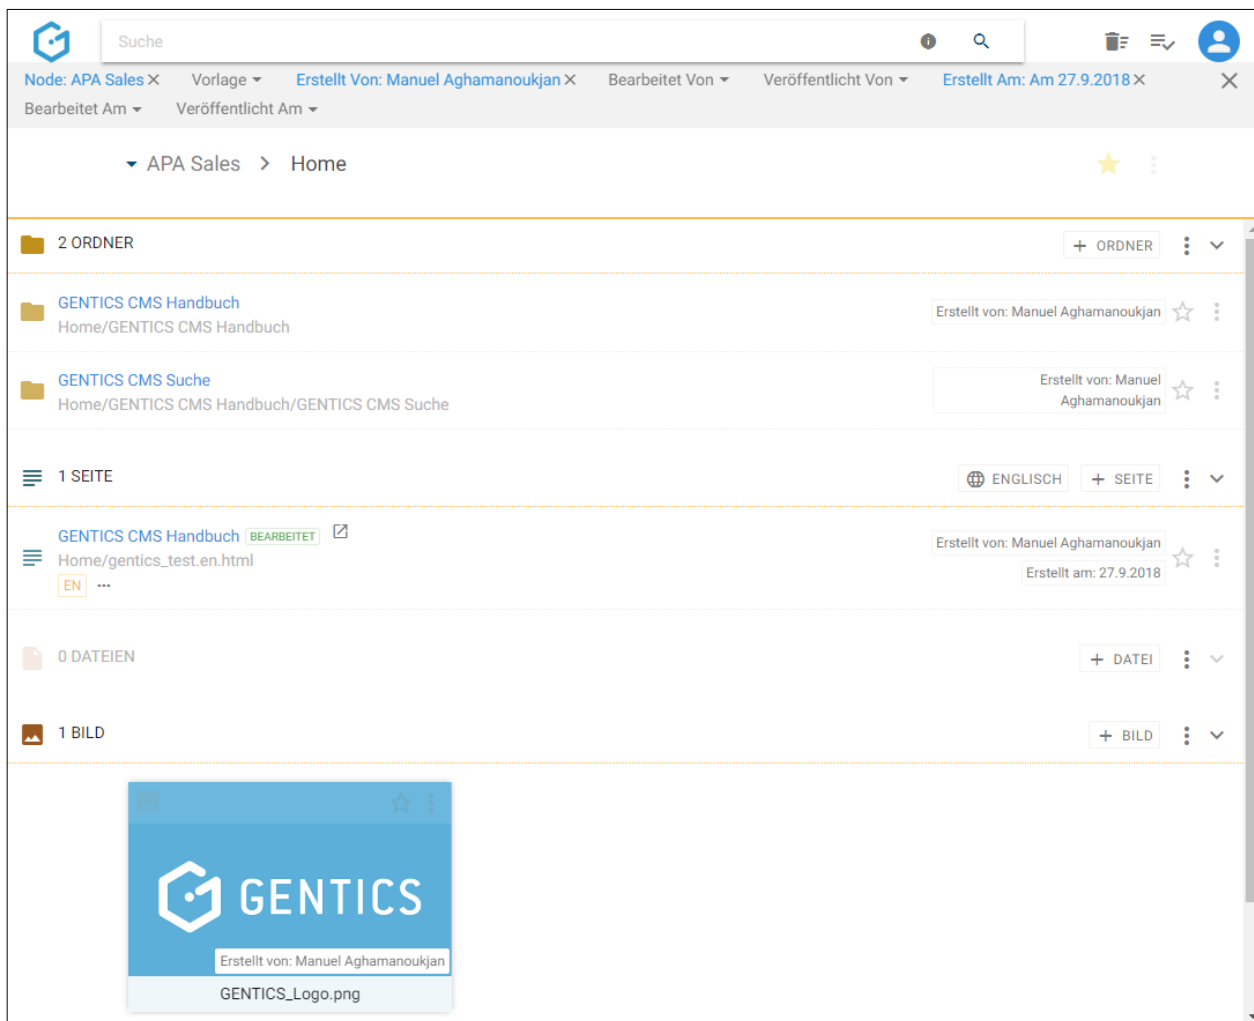 Suche
Node: APA Sales Vorlage Erstellt Von: Manuel Aghamanoukjan Bearbeitet Von Veröffentlicht Von Erstellt Am: Am 27.9.2018
Bearbeitet Am Veröffentlicht Am
APA Sales > Home
2 ORDNER + ORDNER
GENTICS CMS Handbuch
Home/GENTICS CMS Handbuch
Erstellt von: Manuel Aghamanoukjan
GENTICS CMS Suche
Home/GENTICS CMS Handbuch/GENTICS CMS Suche
Erstellt von: Manuel
Aghamanoukjan
1 SEITE ENGLISCH + SEITE
GENTICS CMS Handbuch BEARBEITET
Home/gentics_test.en.html
EN ...
Erstellt von: Manuel Aghamanoukjan
Erstellt am: 27.9.2018
0 DATEIEN + DATEI
1 BILD + BILD
GENTICS
Erstellt von: Manuel Aghamanoukjan
GENTICS_Logo.png